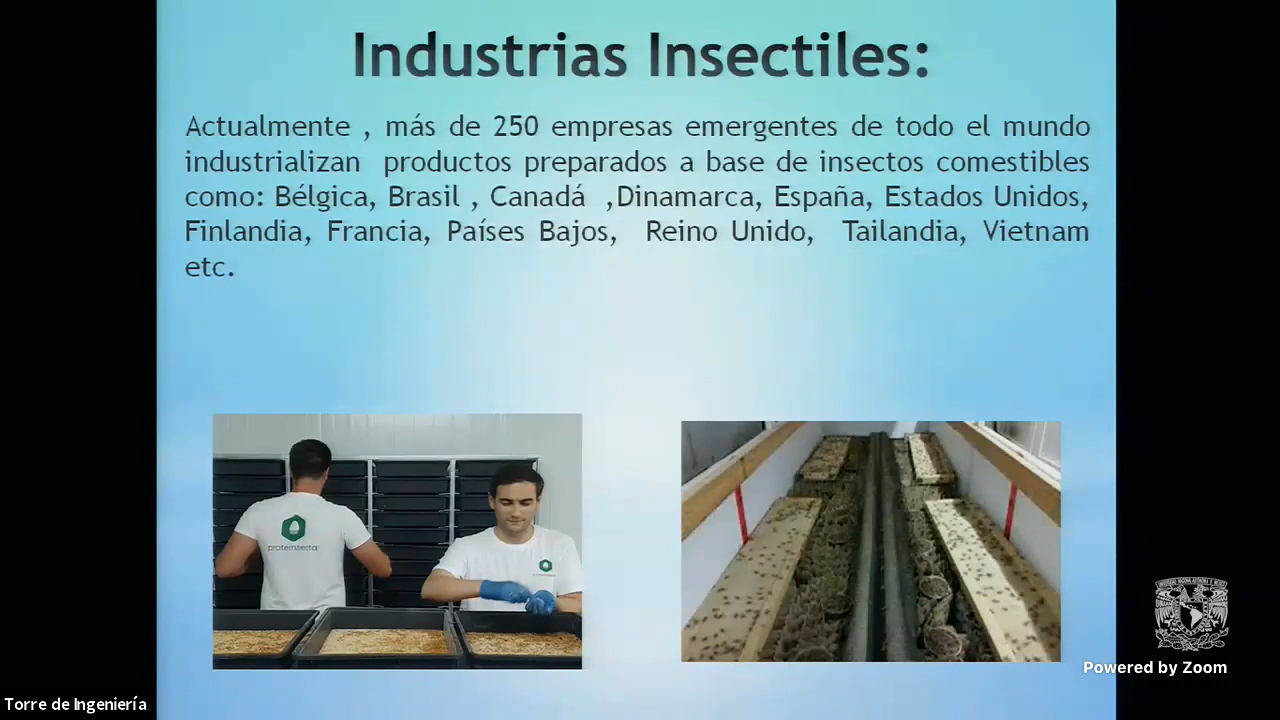 Industrias Insectiles:
Actualmente , más de 250 empresas emergentes de todo el mundo
industrializan productos preparados a base de insectos comestibles
como: Bélgica, Brasil , Canadá ,Dinamarca, España, Estados Unidos,
Finlandia, Francia, Países Bajos, Reino Unido, Tailandia, Vietnam
etc.
proteinsecta
Powered by Zoom
Torre de Ingeniería